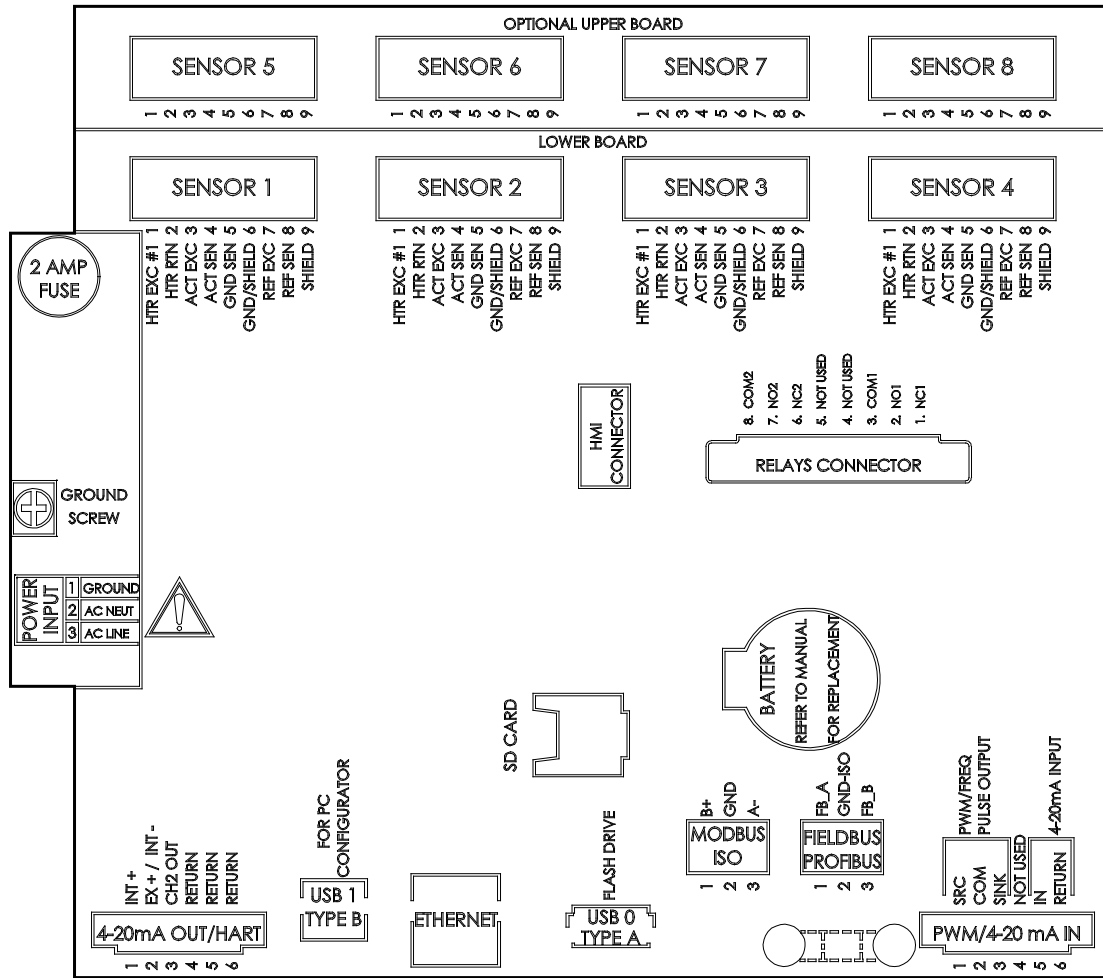 OPTIONAL UPPER BOARD
SENSOR 5
SENSOR 6
SENSOR 7
SENSOR 8
1 2 3 4 5 6 7 8 9
1 2 3 4 5 6 7 8 9
1 2 3 4 5 6 7 8 9
1 2 3 4 5 6 7 8 9
LOWER BOARD
SENSOR 1
SENSOR 2
SENSOR 3
SENSOR 4
HTR EXC #1 1
HTR RTN 2
ACT EXC 3
ACT SEN 4
GND SEN 5
GND/SHIELD 6
REF EXC 7
REF SEN 8
SHIELD 9
HTR EXC #1 1
HTR RTN 2
ACT EXC 3
ACT SEN 4
GND SEN 5
GND/SHIELD 6
REF EXC 7
REF SEN 8
SHIELD 9
HTR EXC #1 1
HTR RTN 2
ACT EXC 3
ACT SEN 4
GND SEN 5
GND/SHIELD 6
REF EXC 7
REF SEN 8
SHIELD 9
HTR EXC #1 1
HTR RTN 2
ACT EXC 3
ACT SEN 4
GND SEN 5
GND/SHIELD 6
REF EXC 7
REF SEN 8
SHIELD 9
2 AMP
FUSE
HMI
CONNECTOR
8. COM2
7. NO2
6. NC2
5. NOT USED
4. NOT USED
3. COM1
2. NO1
1. NC1
RELAYS CONNECTOR
GROUND
SCREW
POWER
INPUT
1 GROUND
2 AC NEUT
3 AC LINE
!
BATTERY
REFER TO MANUAL
FOR REPLACEMENT
SD CARD
INT +
EX + / INT -
CH2 OUT
RETURN
RETURN
RETURN
4-20mA OUT/HART
1 2 3 4 5 6
FOR PC
CONFIGURATOR
USB 1
TYPE B
ETHERNET
FLASH DRIVE
USB 0
TYPE A
B+
GND
A-
MODBUS
ISO
1 2 3
FB_A
GND-ISO
FB_B
FIELDBUS
PROFIBUS
1 2 3
PWM/FREQ
PULSE OUTPUT
4-20mA INPUT
SRC
COM
SINK
NOT USED
IN
RETURN
PWM/4-20 mA IN
1 2 3 4 5 6